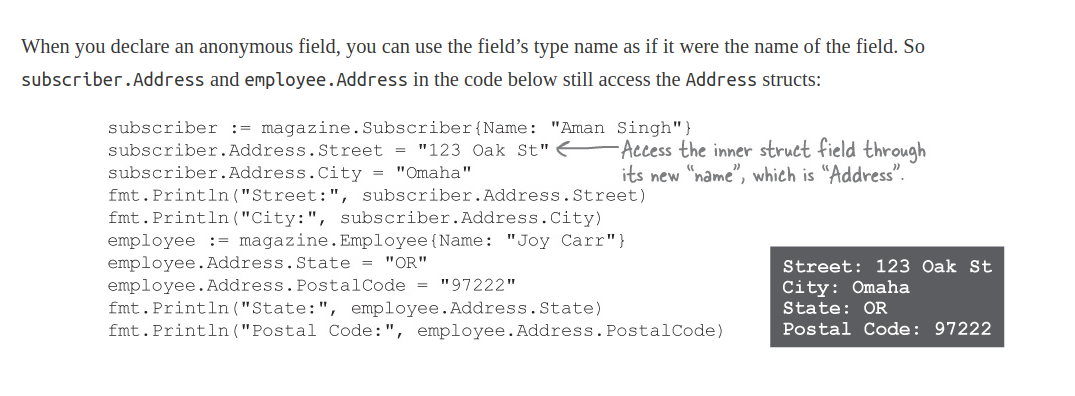 When you declare an anonymous field, you can use the field’s type name as if it were the name of the field. So
subscriber.Address and employee.Address in the code below still access the Address structs:
subscriber := magazine.Subscriber{Name: "Aman Singh"}
subscriber.Address.Street = "123 Oak St"
subscriber.Address.City = "Omaha"
fmt.Println("Street:", subscriber.Address.Street)
fmt.Println("City:", subscriber.Address.City)
employee := magazine.Employee{Name: "Joy Carr"}
employee.Address.State = "OR"
employee.Address.PostalCode = "97222"
fmt.Println("State:", employee.Address.State)
fmt.Println("Postal Code:", employee.Address.PostalCode)
Access the inner struct field through
its new “name”, which is “Address”.
Street: 123 Oak St
City: Omaha
State: OR
Postal Code: 97222